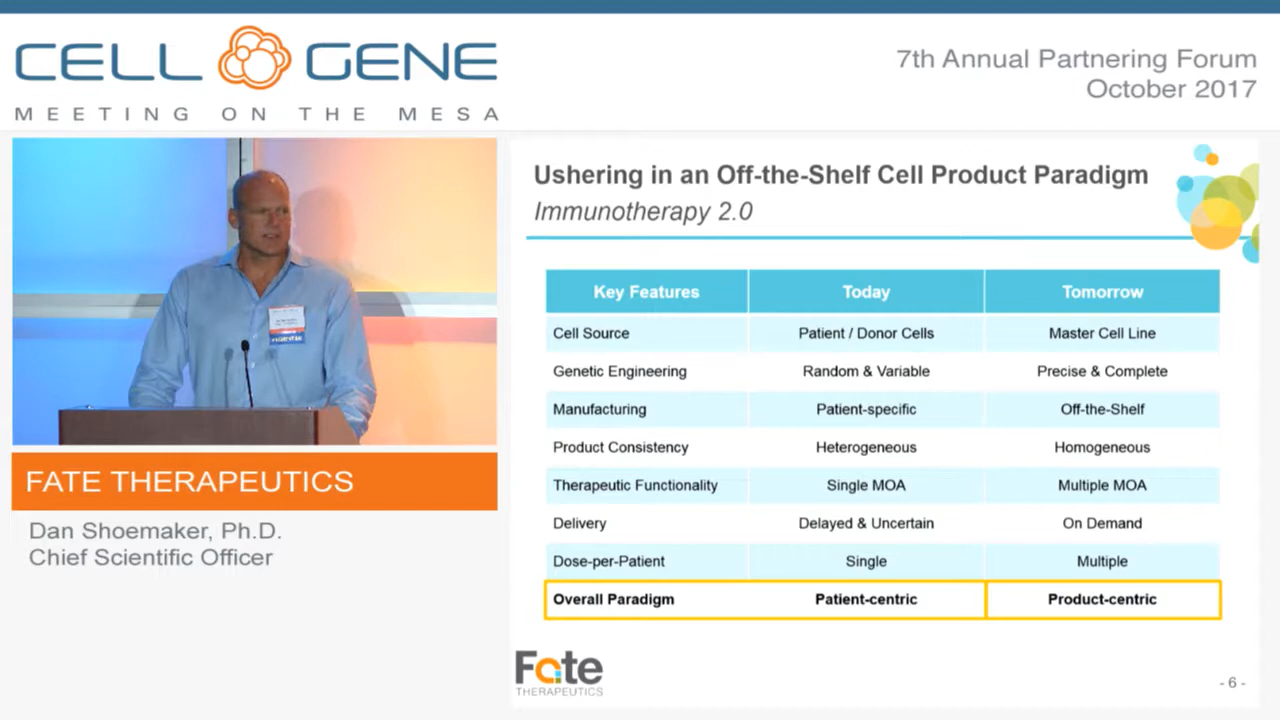 CELL GENE
MEETING ON THE MESA
7th Annual Partnering Forum
October 2017
FATE THERAPEUTICS
Dan Shoemaker, Ph.D.
Chief Scientific Officer
Ushering in an Off-the-Shelf Cell Product Paradigm
Immunotherapy 2.0
Key Features Today Tomorrow
Cell Source Patient / Donor Cells Master Cell Line
Genetic Engineering Random & Variable Precise & Complete
Manufacturing Patient-specific Off-the-Shelf
Product Consistency Heterogeneous Homogeneous
Therapeutic Functionality Single MOA Multiple MOA
Delivery Delayed & Uncertain On Demand
Dose-per-Patient Single Multiple
Overall Paradigm Patient-centric Product-centric
Fate
THERAPEUTICS
- 6 -